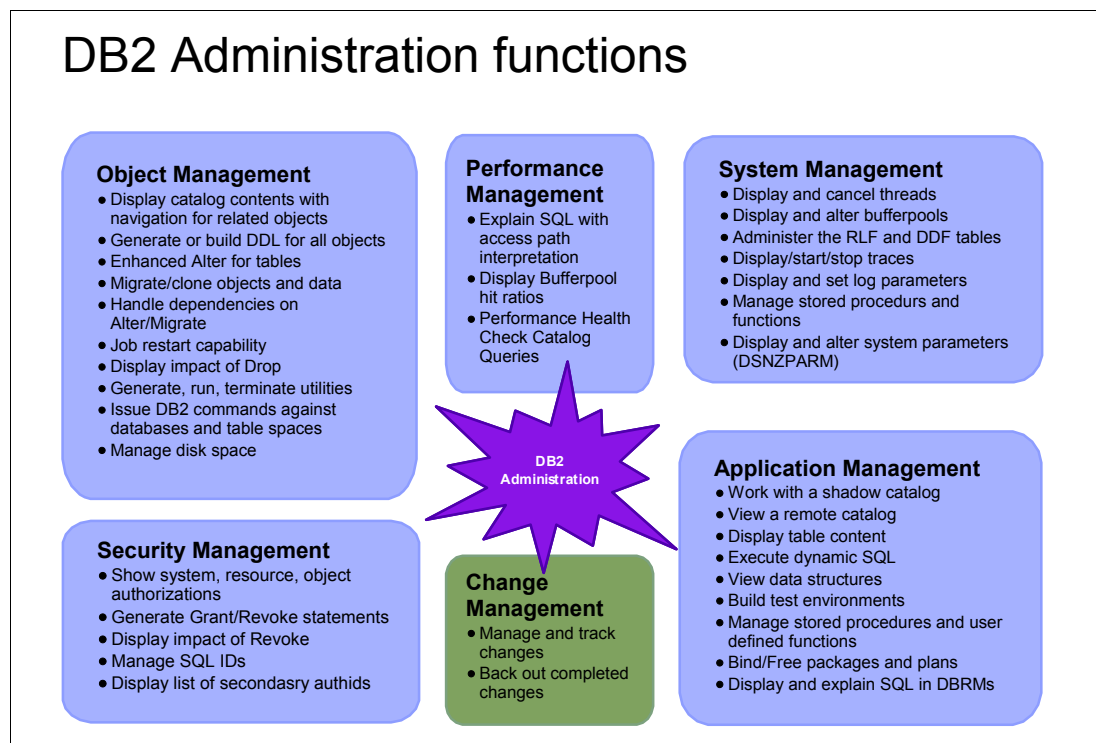 DB2 Administration functions
Object Management
● Display catalog contents with
navigation for related objects
● Generate or build DDL for all objects
● Enhanced Alter for tables
● Migrate/clone objects and data
● Handle dependencies on
Alter/Migrate
● Job restart capability
● Display impact of Drop
● Generate, run, terminate utilities
● Issue DB2 commands against
databases and table spaces
● Manage disk space
Performance
Management
● Explain SQL with
access path
interpretation
● Display Bufferpool
hit ratios
● Performance Health
Check Catalog
Queries
System Management
● Display and cancel threads
● Display and alter bufferpools
● Administer the RLF and DDF tables
● Display/start/stop traces
● Display and set log parameters
● Manage stored procedurs and
functions
● Display and alter system parameters
(DSNZPARM)
DB2
Administration
Security Management
● Show system, resource, object
authorizations
● Generate Grant/Revoke statements
● Display impact of Revoke
● Manage SQL IDs
● Display list of secondasry authids
Change
Management
● Manage and track
changes
● Back out completed
changes
Application Management
● Work with a shadow catalog
● View a remote catalog
● Display table content
● Execute dynamic SQL
● View data structures
● Build test environments
● Manage stored procedures and user
defined functions
● Bind/Free packages and plans
● Display and explain SQL in DBRMs